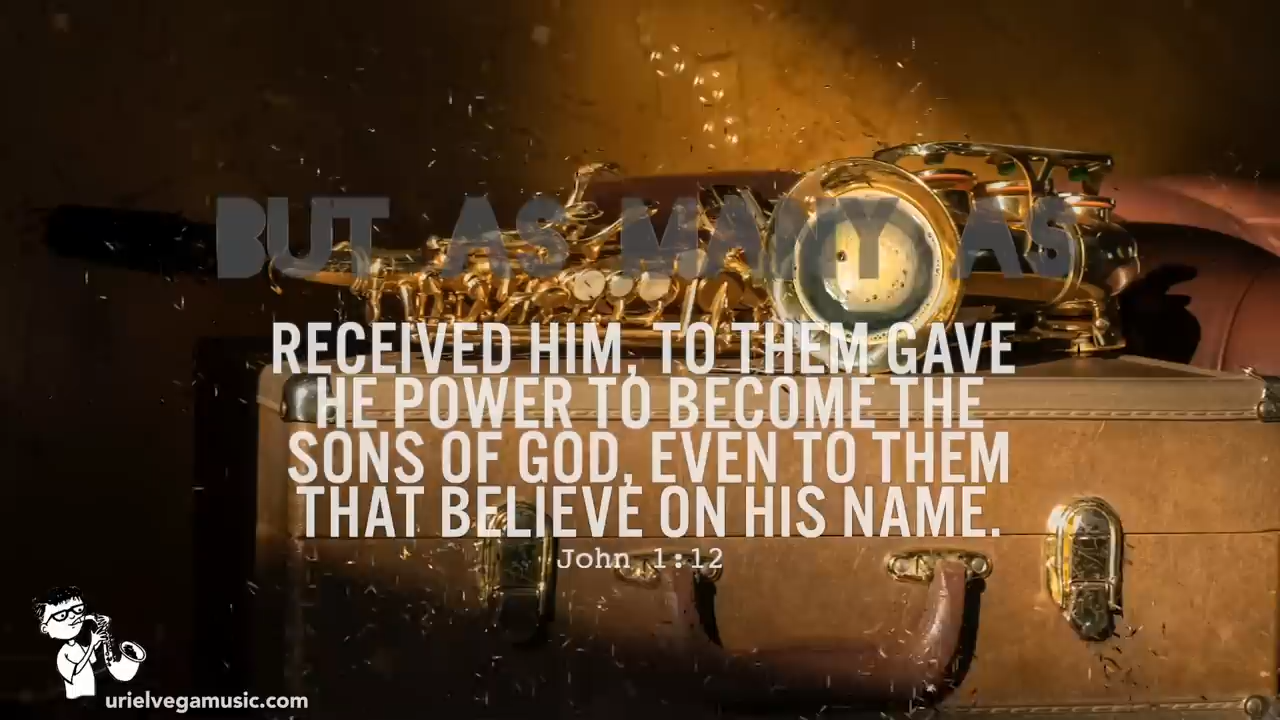 BUT AS MANY AS
RECEIVED HIM, TO THEM GAVE
HE POWER TO BECOME THE
SONS OF GOD, EVEN TO THEM
THAT BELIEVE ON HIS NAME.
John 1:12
urielvegamusic.com